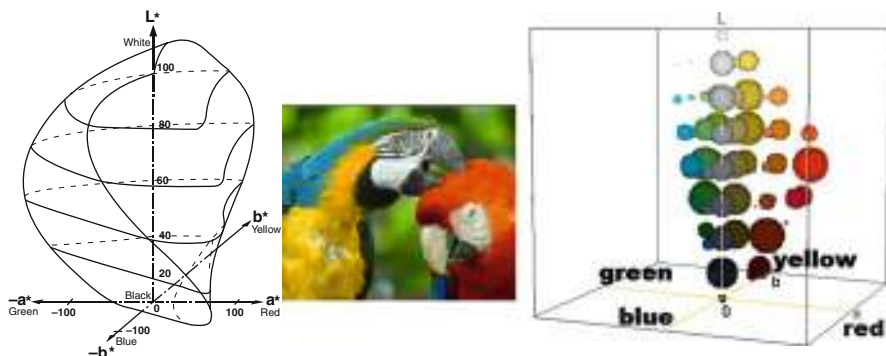 L*
White
100
80
60
b*
Yellow
40
20
Black
–a*
a*
Green
–100
0
100
Red
–100
Blue
–b*
L
green
yellow
b
blue
0
red
a